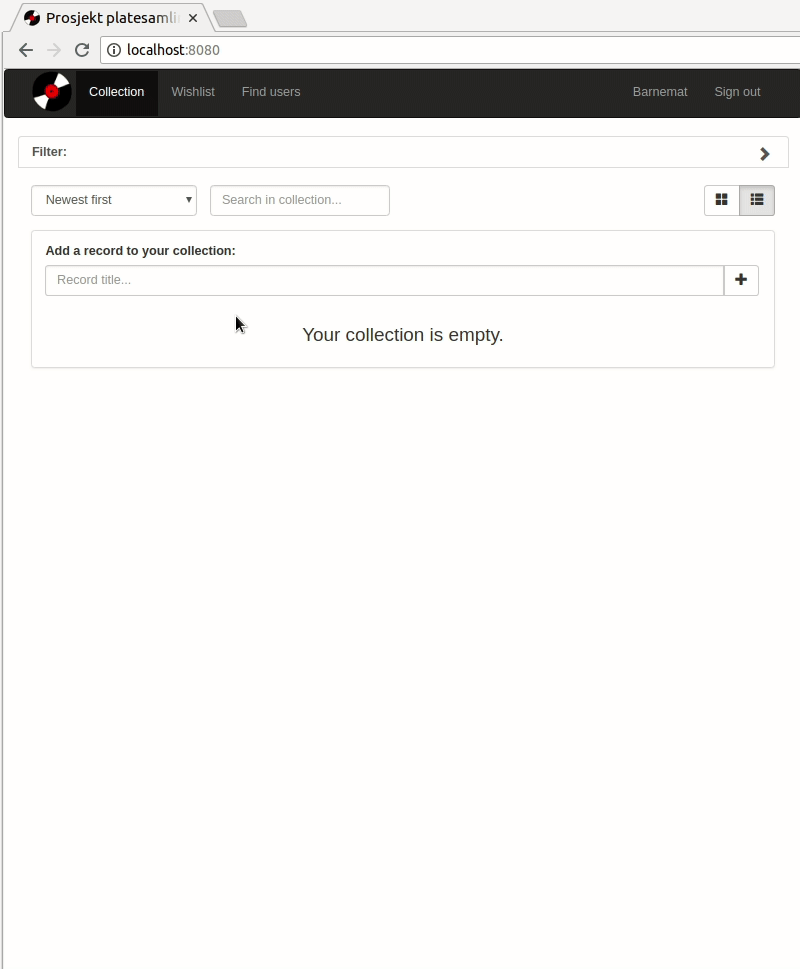 Prosjekt platesamli
localhost:8080
Collection Wishlist Find users Barnemat Sign out
Filter:
Newest first Search in collection...
Add a record to your collection:
Record title...
Your collection is empty.